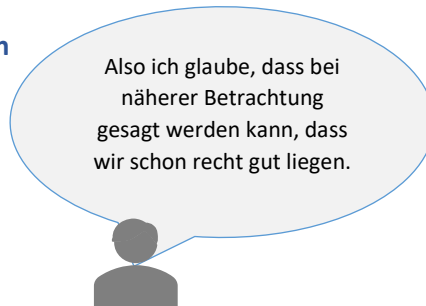 n
Also ich glaube, dass bei
näherer Betrachtung
gesagt werden kann, dass
wir schon recht gut liegen.